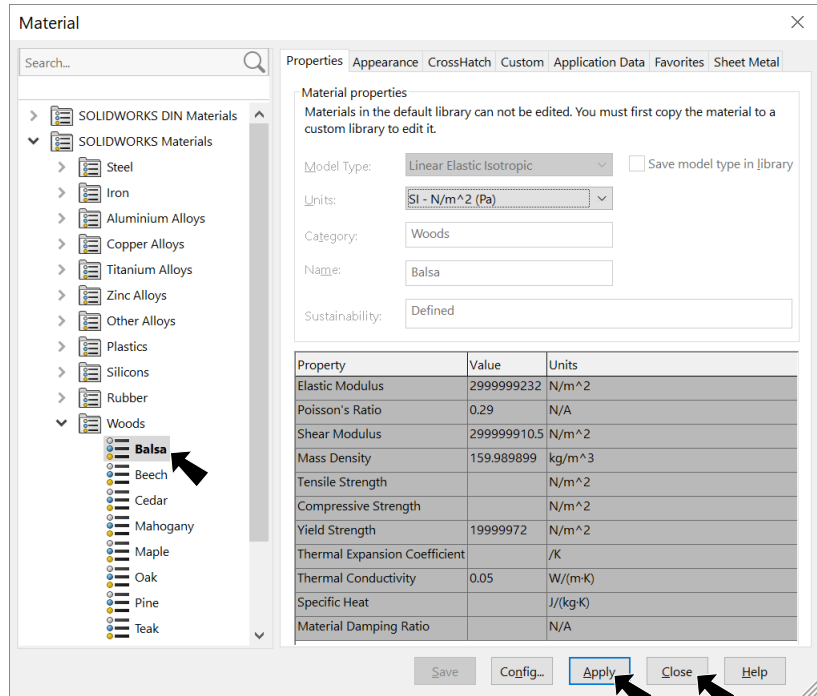 Material
Search...
SOLIDWORKS DIN Materials
SOLIDWORKS Materials
Steel
Iron
Aluminium Alloys
Copper Alloys
Titanium Alloys
Zinc Alloys
Other Alloys
Plastics
Silicons
Rubber
Woods
Balsa
Beech
Cedar
Mahogany
Maple
Oak
Pine
Teak
Properties Appearance CrossHatch Custom Application Data Favorites Sheet Metal
Material properties
Materials in the default library can not be edited. You must first copy the material to a
custom library to edit it.
Model Type: Linear Elastic Isotropic Save model type in library
Units: SI - N/m^2 (Pa)
Category: Woods
Name: Balsa
Sustainability: Defined
Property Value Units
Elastic Modulus 2999999232 N/m^2
Poisson's Ratio 0.29 N/A
Shear Modulus 299999910.5 N/m^2
Mass Density 159.989899 kg/m^3
Tensile Strength N/m^2
Compressive Strength N/m^2
Yield Strength 19999972 N/m^2
Thermal Expansion Coefficient /K
Thermal Conductivity 0.05 W/(m·K)
Specific Heat J/(kg·K)
Material Damping Ratio N/A
Save Config... Apply Close Help